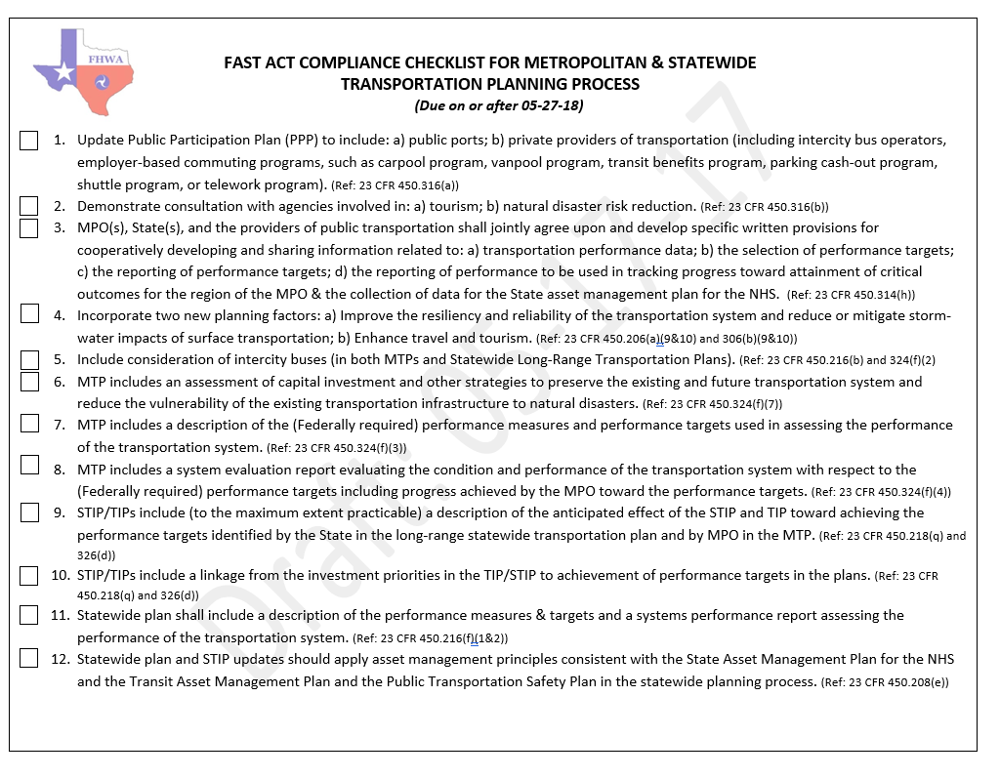 FHWA
FAST ACT COMPLIANCE CHECKLIST FOR METROPOLITAN & STATEWIDE
TRANSPORTATION PLANNING PROCESS
(Due on or after 05-27-18)
1. Update Public Participation Plan (PPP) to include: a) public ports; b) private providers of transportation (including intercity bus operators,
employer-based commuting programs, such as carpool program, vanpool program, transit benefits program, parking cash-out program,
shuttle program, or telework program). (Ref: 23 CFR 450.316(a))
2. Demonstrate consultation with agencies involved in: a) tourism; b) natural disaster risk reduction. (Ref: 23 CFR 450.316(b))
3. MPO(s), State(s), and the providers of public transportation shall jointly agree upon and develop specific written provisions for
cooperatively developing and sharing information related to: a) transportation performance data; b) the selection of performance targets;
c) the reporting of performance targets; d) the reporting of performance to be used in tracking progress toward attainment of critical
outcomes for the region of the MPO & the collection of data for the State asset management plan for the NHS. (Ref: 23 CFR 450.314(h))
4. Incorporate two new planning factors: a) Improve the resiliency and reliability of the transportation system and reduce or mitigate storm-
water impacts of surface transportation; b) Enhance travel and tourism. (Ref: 23 CFR 450.206(a)(9&10) and 306(b)(9&10))
5. Include consideration of intercity buses (in both MTPs and Statewide Long-Range Transportation Plans). (Ref: 23 CFR 450.216(b) and 324(f)(2)
6. MTP includes an assessment of capital investment and other strategies to preserve the existing and future transportation system and
reduce the vulnerability of the existing transportation infrastructure to natural disasters. (Ref: 23 CFR 450.324(f)(7))
7. MTP includes a description of the (Federally required) performance measures and performance targets used in assessing the performance
of the transportation system. (Ref: 23 CFR 450.324(f)(3))
8. MTP includes a system evaluation report evaluating the condition and performance of the transportation system with respect to the
(Federally required) performance targets including progress achieved by the MPO toward the performance targets. (Ref: 23 CFR 450.324(f)(4))
9. STIP/TIPs include (to the maximum extent practicable) a description of the anticipated effect of the STIP and TIP toward achieving the
performance targets identified by the State in the long-range statewide transportation plan and by MPO in the MTP. (Ref: 23 CFR 450.218(q) and
326(d))
10. STIP/TIPs include a linkage from the investment priorities in the TIP/STIP to achievement of performance targets in the plans. (Ref: 23 CFR
450.218(q) and 326(d))
11. Statewide plan shall include a description of the performance measures & targets and a systems performance report assessing the
performance of the transportation system. (Ref: 23 CFR 450.216(f)(1&2))
12. Statewide plan and STIP updates should apply asset management principles consistent with the State Asset Management Plan for the NHS
and the Transit Asset Management Plan and the Public Transportation Safety Plan in the statewide planning process. (Ref: 23 CFR 450.208(e))
Draft: 05-17-17